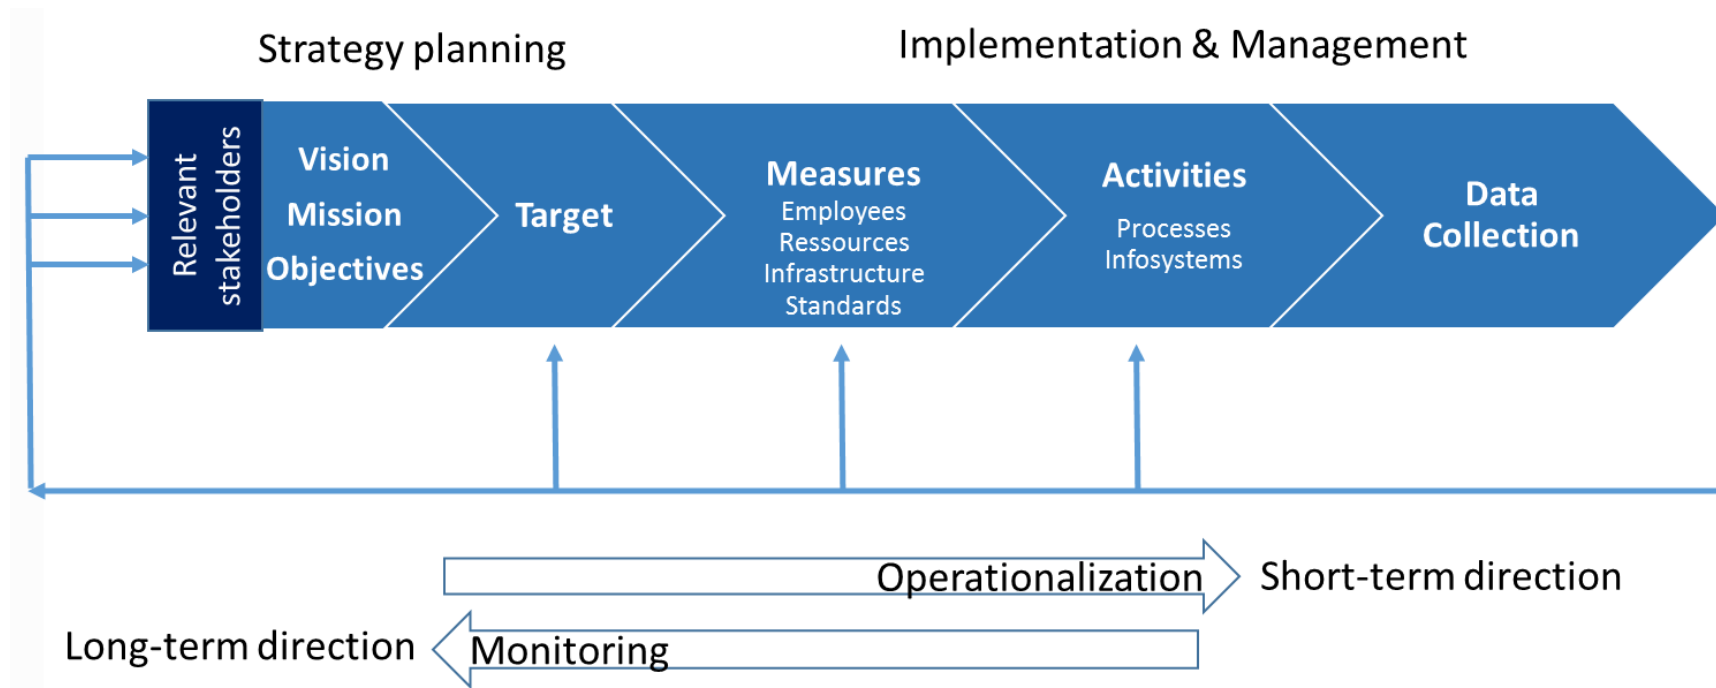 Strategy planning
Implementation & Management
Relevant
stakeholders
Vision
Mission
Objectives
Target
Measures
Employees
Ressources
Infrastructure
Standards
Activities
Processes
Infosystems
Data
Collection
Operationalization
Short-term direction
Long-term direction
Monitoring